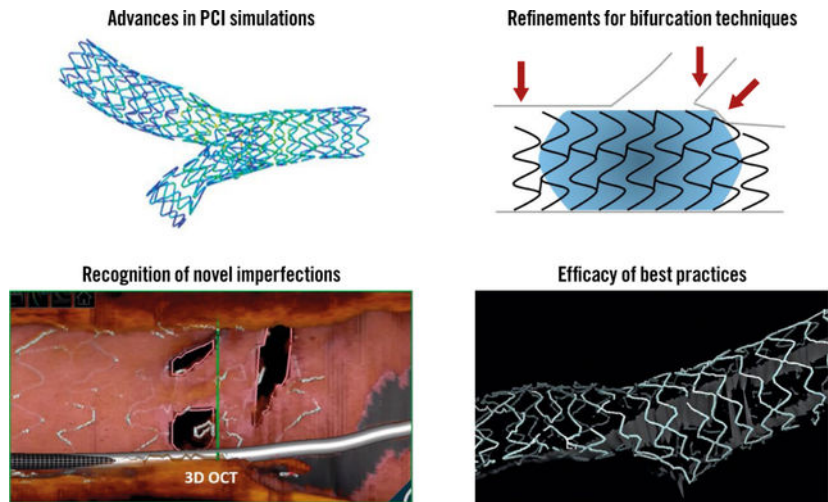 Advances in PCI simulations
Refinements for bifurcation techniques
Recognition of novel imperfections
Efficacy of best practices
3D OCT